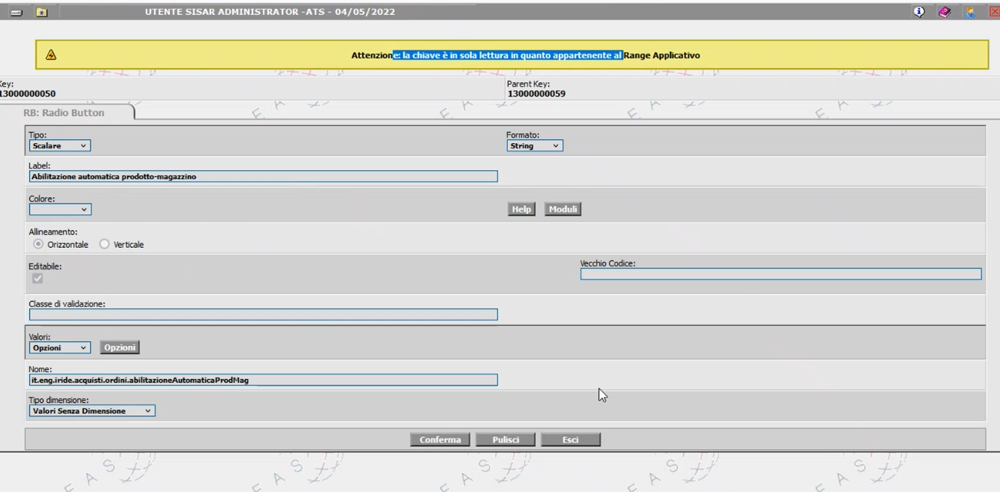 UTENTE SISAR ADMINISTRATOR -ATS - 04/05/2022
Attenzione: la chiave è in sola lettura in quanto appartenente al Range Applicativo
Key: Parent Key:
13000000050 13000000059
RB: Radio Button
Tipo: Formato:
Scalare String
Label:
Abilitazione automatica prodotto-magazzino
Colore:
Help Moduli
Allineamento:
Orizzontale Verticale
Editabile: Vecchio Codice:
Classe di validazione:
Valori:
Opzioni Opzioni
Nome:
it.eng.iride.acquisti.ordini.abilitazioneAutomaticaProdMag
Tipo dimensione:
Valori Senza Dimensione
Conferma Pulisci Esci